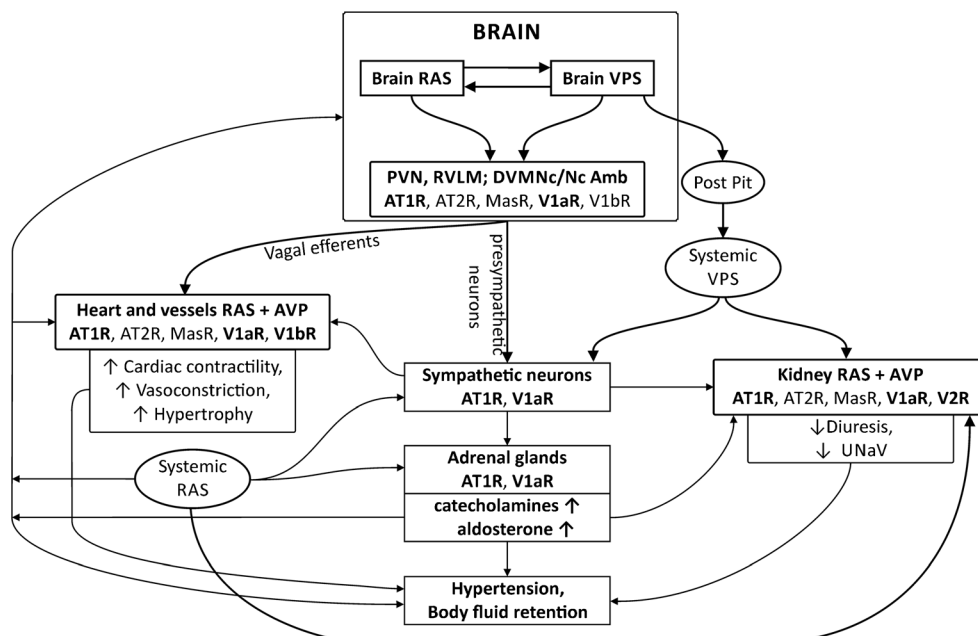 BRAIN
Brain RAS
Brain VPS
PVN, RVLM; DVMNc/Nc Amb
AT1R, AT2R, MasR, V1aR, V1bR
Post Pit
Vagal efferents
presympathetic
neurons
Systemic
VPS
Heart and vessels RAS + AVP
AT1R, AT2R, MasR, V1aR, V1bR
↑ Cardiac contractility,
↑ Vasoconstriction,
↑ Hypertrophy
Sympathetic neurons
AT1R, V1aR
Kidney RAS + AVP
AT1R, AT2R, MasR, V1aR, V2R
↓Diuresis,
↓ UNaV
Systemic
RAS
Adrenal glands
AT1R, V1aR
catecholamines ↑
aldosterone ↑
Hypertension,
Body fluid retention